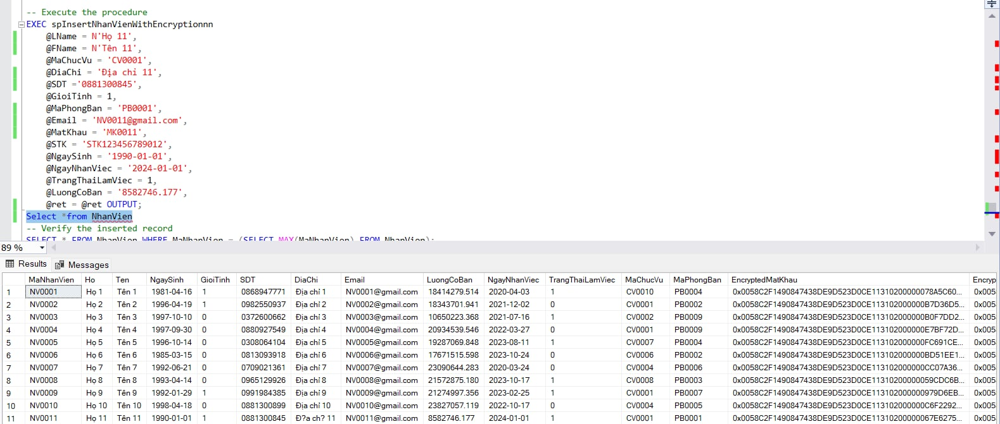 -- Execute the procedure
EXEC spInsertNhanVienWithEncryptionnn
@LName = N'Họ 11',
@FName = N'Tên 11',
@MaChucVu = 'CV0001',
@DiaChi = 'Địa chỉ 11',
@SDT ='0881300845',
@GioiTinh = 1,
@MaPhongBan = 'PB0001',
@Email = 'NV0011@gmail.com',
@MatKhau = 'MK0011',
@STK = 'STK123456789012',
@NgaySinh = '1990-01-01',
@NgayNhanViec = '2024-01-01',
@TrangThaiLamViec = 1,
@LuongCoBan = '8582746.177',
@ret = @ret OUTPUT;
Select *from NhanVien
-- Verify the inserted record
SELECT * FROM NhanVien WHERE MaNhanVien = (SELECT MAX(MaNhanVien) FROM NhanVien);
89 %
Results Messages
MaNhanVien Ho Ten NgaySinh GioiTinh SDT DiaChi Email LuongCoBan NgayNhanViec TrangThaiLamViec MaChucVu MaPhongBan EncryptedMatKhau Encryp
1 NV0001 Họ 1 Tên 1 1981-04-16 1 0868947771 Địa chỉ 1 NV0001@gmail.com 18414279.514 2020-04-03 1 CV0010 PB0004 0x0058C2F1490847438DE9D523D0CE11310200000078A5C60... 0x005
2 NV0002 Họ 2 Tên 2 1996-04-19 1 0982550937 Địa chỉ 2 NV0002@gmail.com 18343701.941 2021-12-02 0 CV0001 PB0002 0x0058C2F1490847438DE9D523D0CE113102000000B7D36D5... 0x005
3 NV0003 Họ 3 Tên 3 1997-10-10 0 0372600662 Địa chỉ 3 NV0003@gmail.com 10650223.368 2021-07-16 1 CV0002 PB0009 0x0058C2F1490847438DE9D523D0CE113102000000B0F7DD2... 0x005
4 NV0004 Họ 4 Tên 4 1997-09-30 0 0880927549 Địa chỉ 4 NV0004@gmail.com 20934539.546 2022-03-27 0 CV0001 PB0009 0x0058C2F1490847438DE9D523D0CE113102000000E7BF72D... 0x005
5 NV0005 Họ 5 Tên 5 1996-10-14 0 0308064104 Địa chỉ 5 NV0005@gmail.com 19287069.848 2023-08-11 1 CV0007 PB0004 0x0058C2F1490847438DE9D523D0CE113102000000FC691CE... 0x005
6 NV0006 Họ 6 Tên 6 1985-03-15 0 0813093918 Địa chỉ 6 NV0006@gmail.com 17671515.598 2023-10-24 0 CV0006 PB0002 0x0058C2F1490847438DE9D523D0CE113102000000BD51EE1... 0x005
7 NV0007 Họ 7 Tên 7 1992-06-21 0 0709021361 Địa chỉ 7 NV0007@gmail.com 23090644.283 2020-03-24 0 CV0004 PB0006 0x0058C2F1490847438DE9D523D0CE113102000000CC07A36... 0x005
8 NV0008 Họ 8 Tên 8 1993-04-14 0 0965129926 Địa chỉ 8 NV0008@gmail.com 21572875.180 2023-10-17 1 CV0008 PB0003 0x0058C2F1490847438DE9D523D0CE11310200000059CDC6B... 0x005
9 NV0009 Họ 9 Tên 9 1992-01-29 1 0991984385 Địa chỉ 9 NV0009@gmail.com 21274997.356 2023-02-25 1 CV0001 PB0007 0x0058C2F1490847438DE9D523D0CE113102000000979D6EB... 0x005
10 NV0010 Họ 10 Tên 10 1998-04-18 0 0881300899 Địa chỉ 10 NV0010@gmail.com 23827057.119 2022-10-17 0 CV0004 PB0005 0x0058C2F1490847438DE9D523D0CE113102000000C6F2292... 0x005
11 NV0011 Họ 11 Tên 11 1990-01-01 1 0881300845 Đ?a ch? 11 NV0011@gmail.com 8582746.177 2024-01-01 1 CV0001 PB0001 0x0058C2F1490847438DE9D523D0CE11310200000087E6275... 0x005